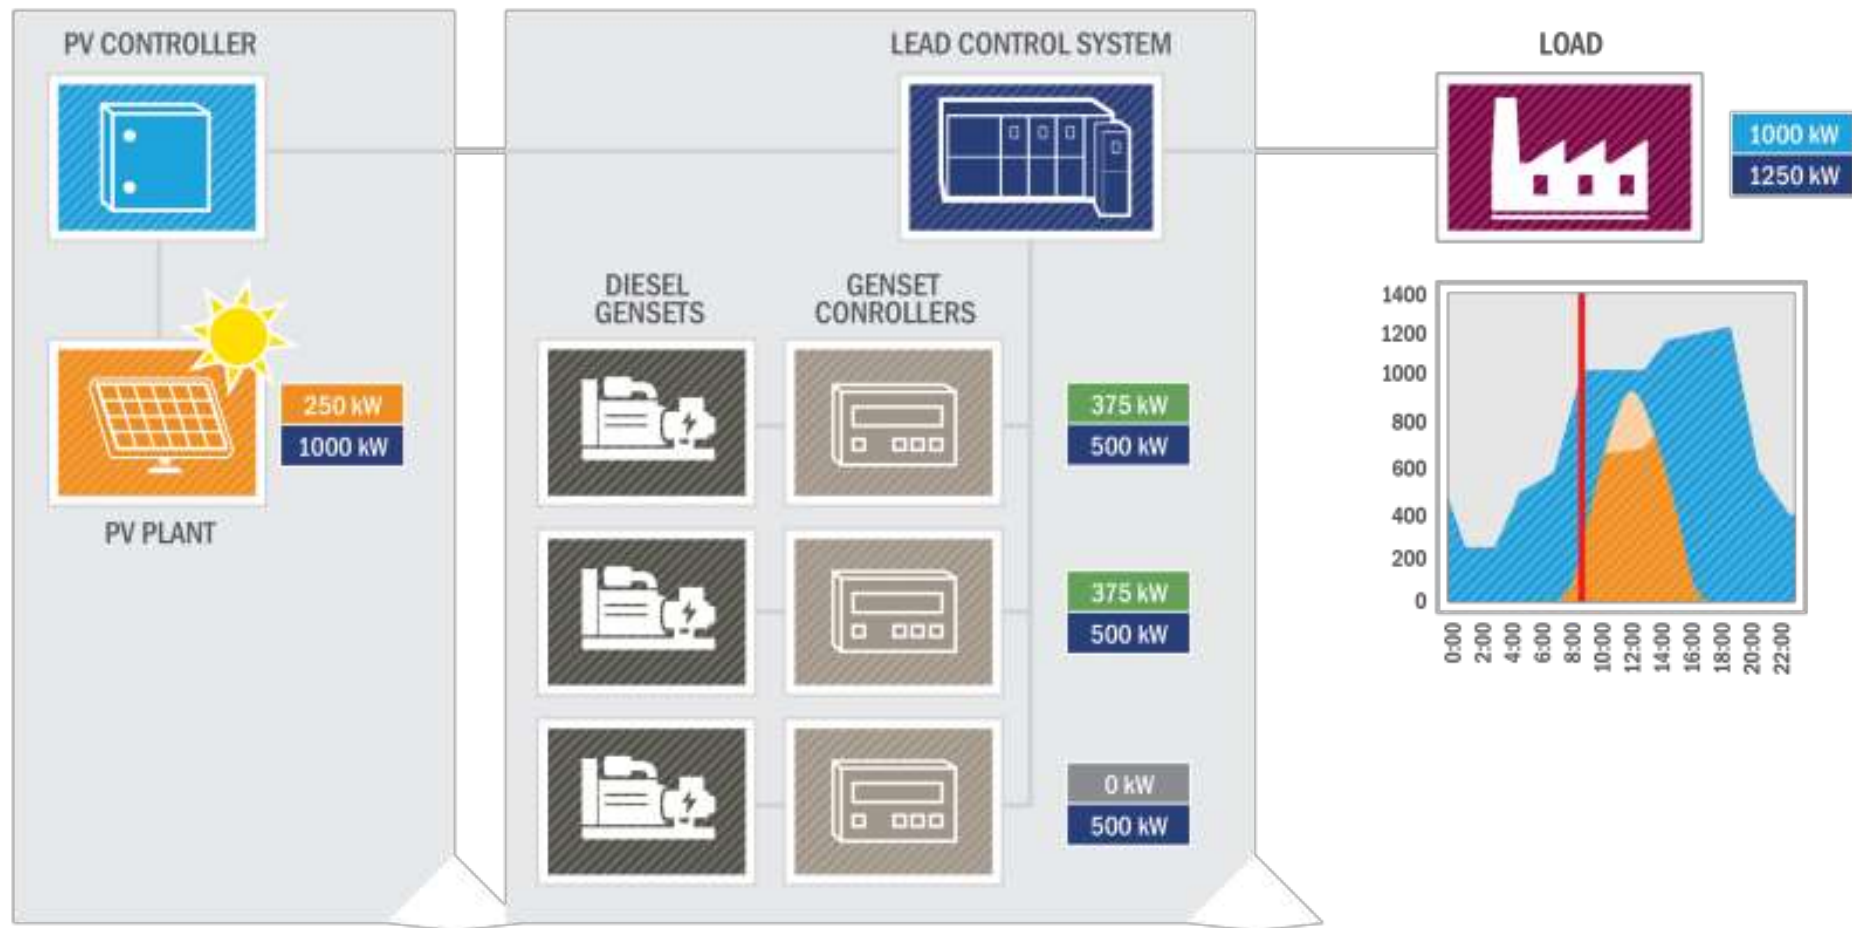 PV CONTROLLER
LEAD CONTROL SYSTEM
LOAD
1000 kW
1250 kW
DIESEL
GENSETS
GENSET
CONROLLERS
250 kW
1000 kW
PV PLANT
375 kW
500 kW
375 kW
500 kW
0 kW
500 kW
1400
1200
1000
800
600
400
200
0
0:00
2:00
4:00
6:00
8:00
10:00
12:00
14:00
16:00
18:00
20:00
22:00